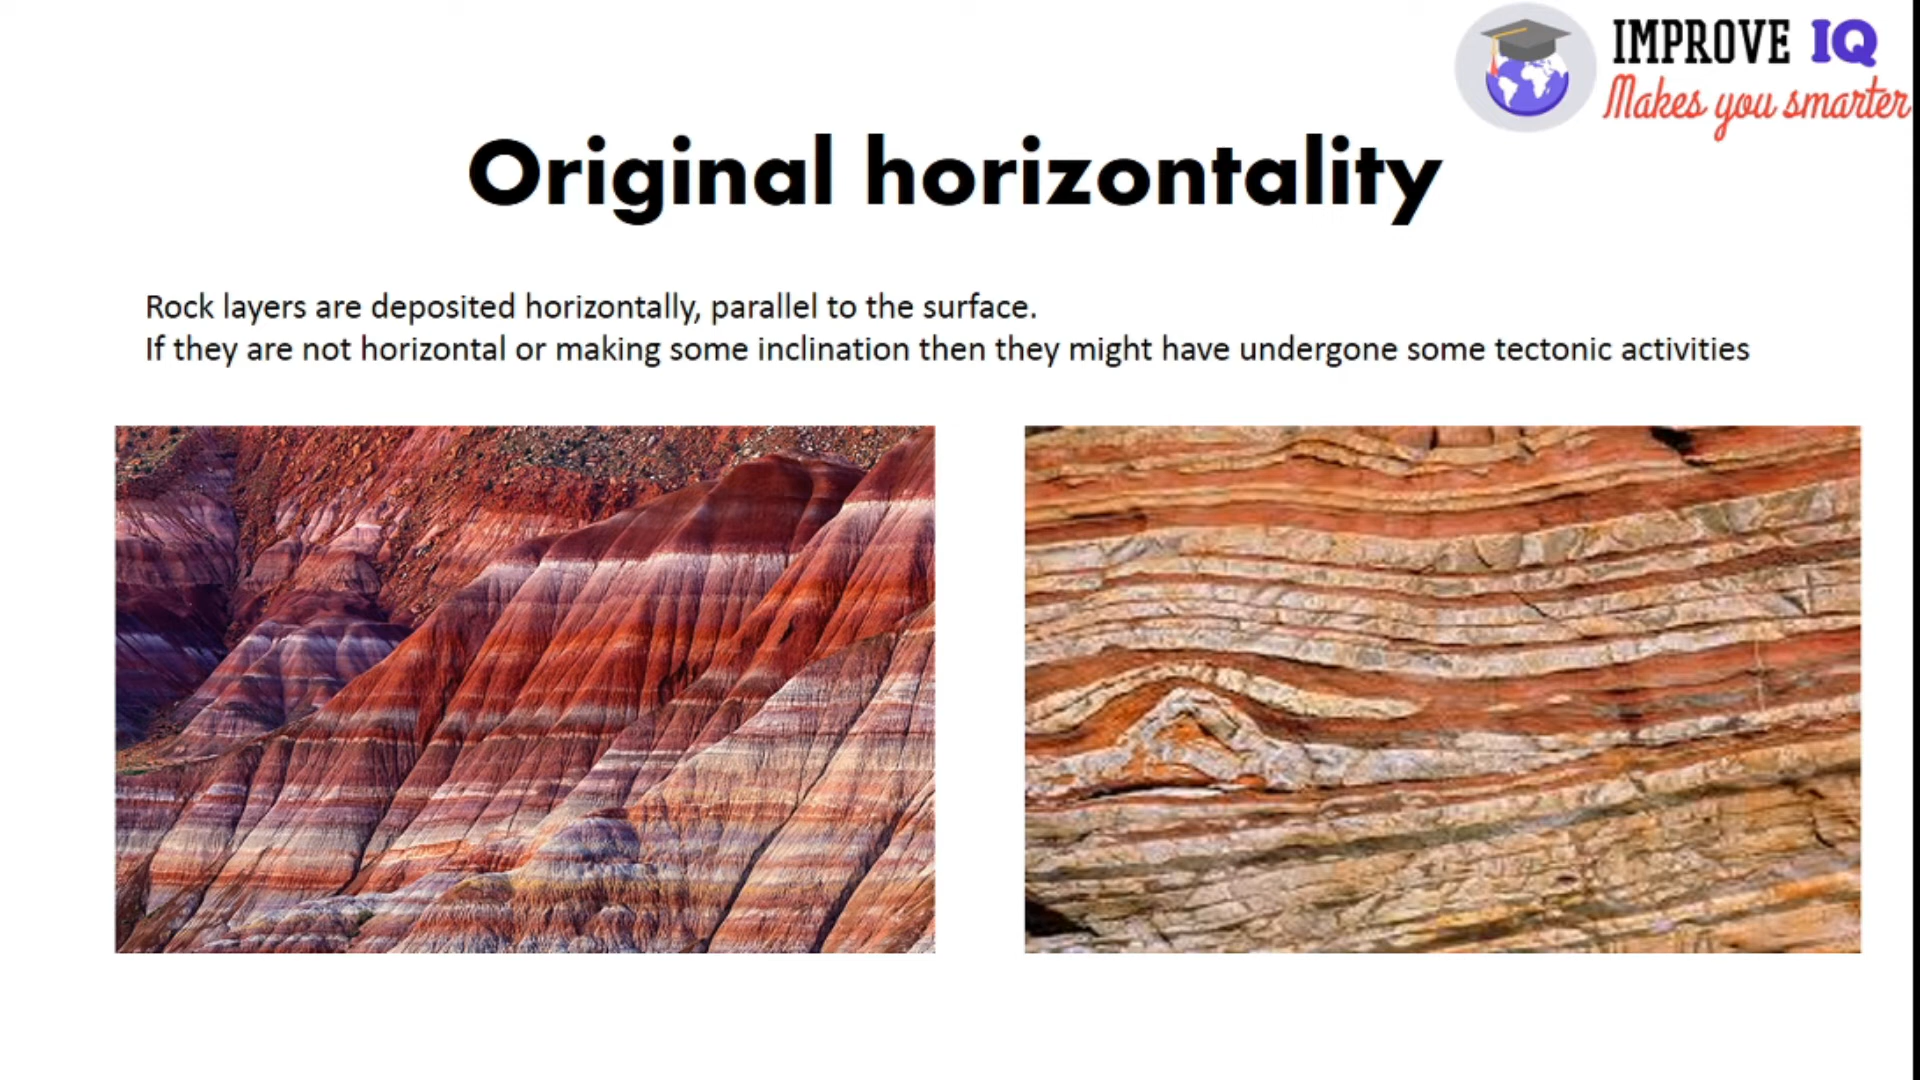 IMPROVE IQ
Makes you smarter
Original horizontality
Rock layers are deposited horizontally, parallel to the surface.
If they are not horizontal or making some inclination then they might have undergone some tectonic activities